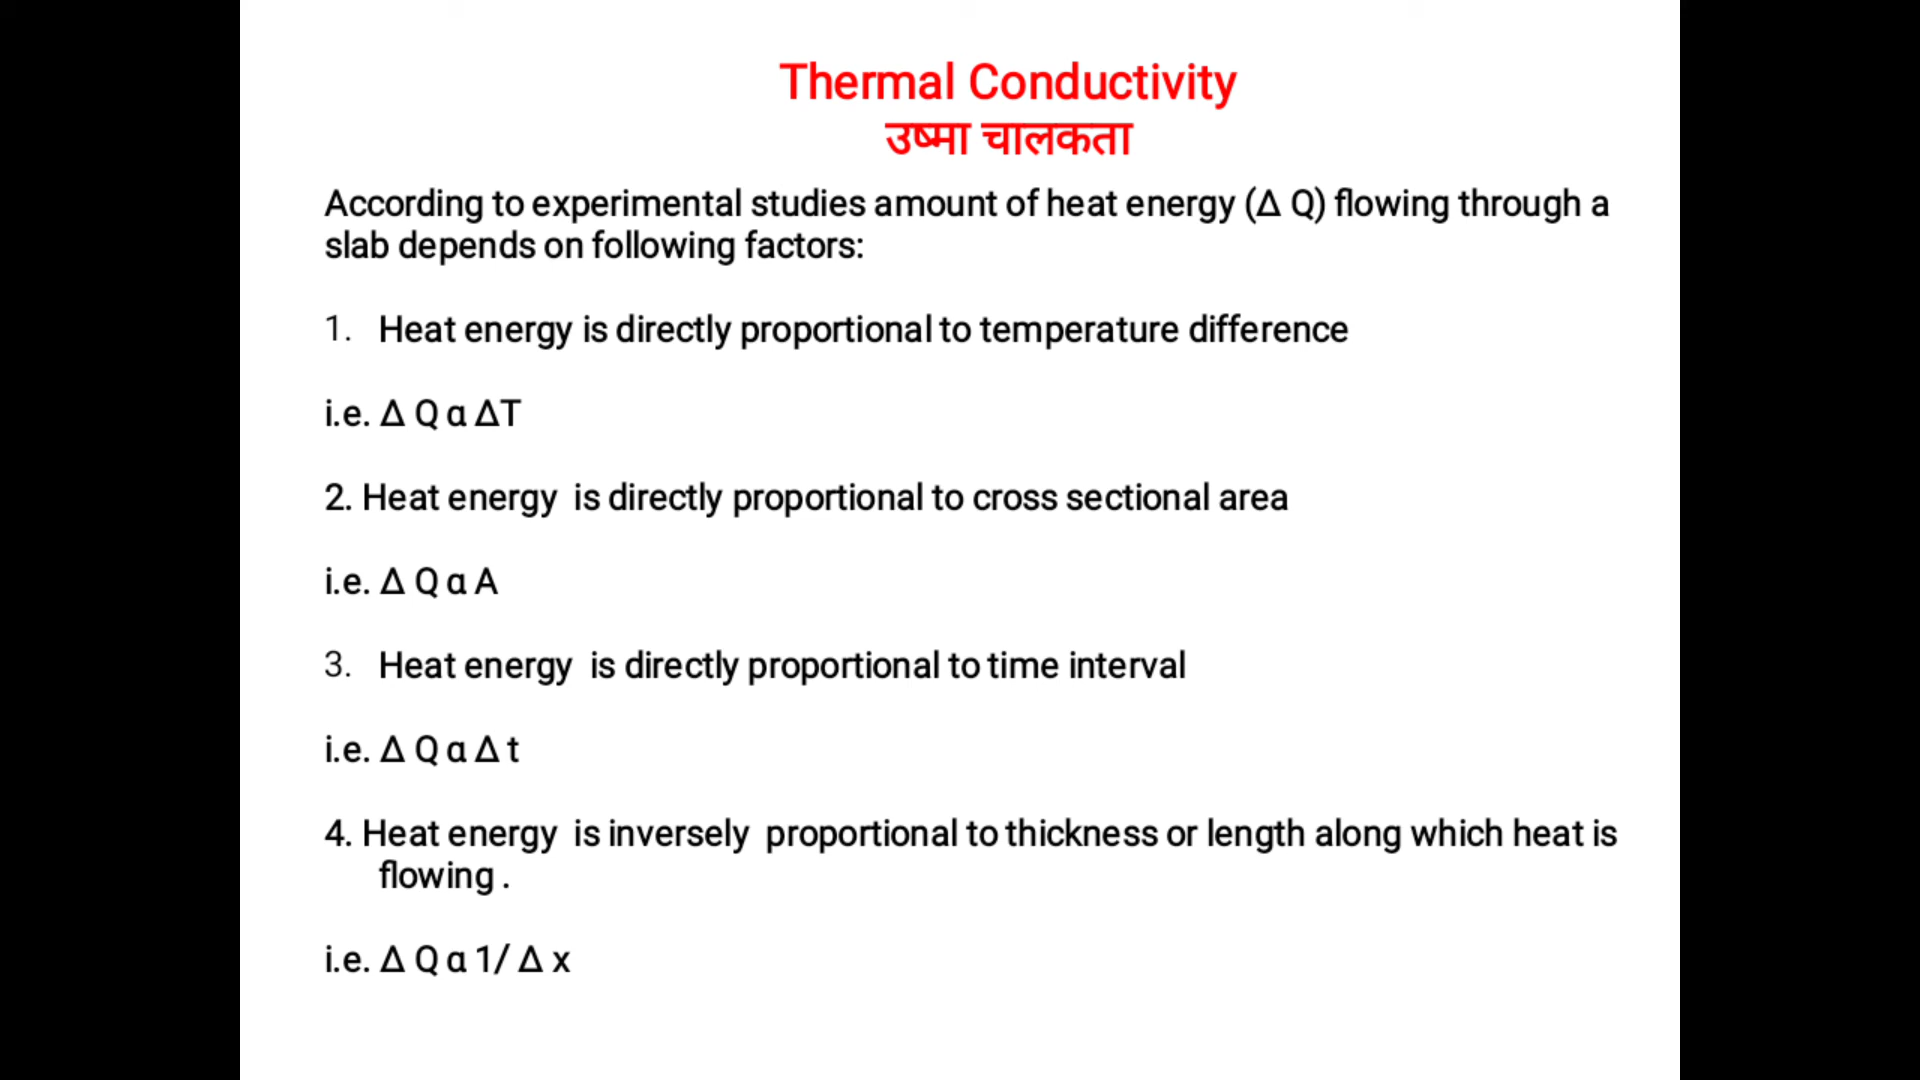 Thermal Conductivity
उष्मा चालकता
According to experimental studies amount of heat energy (Δ Q) flowing through a
slab depends on following factors:
1. Heat energy is directly proportional to temperature difference
i.e. Δ Q α ΔT
2. Heat energy is directly proportional to cross sectional area
i.e. Δ Q α A
3. Heat energy is directly proportional to time interval
i.e. Δ Q α Δ t
4. Heat energy is inversely proportional to thickness or length along which heat is
flowing .
i.e. Δ Q α 1/ Δ x